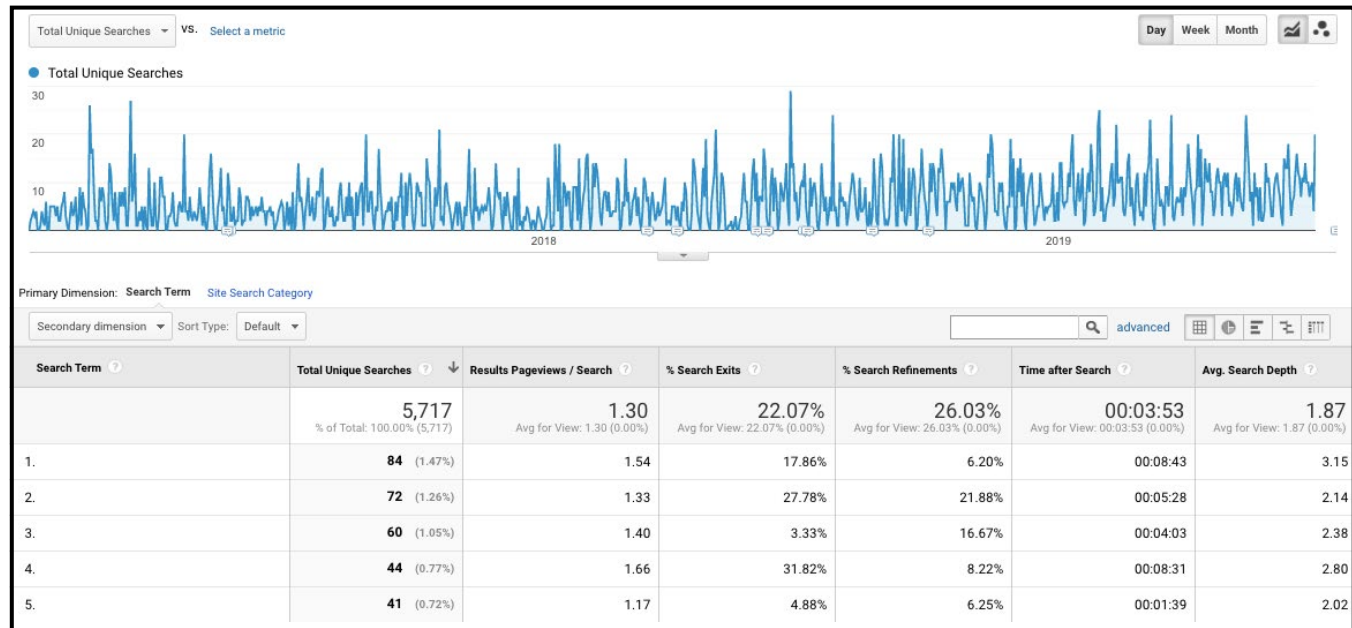 Total Unique Searches VS. Select a metric Day Week Month
Total Unique Searches
30
20
10
2018 2019
Primary Dimension: Search Term Site Search Category
Secondary dimension Sort Type: Default advanced
Search Term ? Total Unique Searches ? Results Pageviews / Search ? % Search Exits ? % Search Refinements ? Time after Search ? Avg. Search Depth ?
5,717 1.30 22.07% 26.03% 00:03:53 1.87
% of Total: 100.00% (5,717) Avg for View: 1.30 (0.00%) Avg for View: 22.07% (0.00%) Avg for View: 26.03% (0.00%) Avg for View: 00:03:53 (0.00%) Avg for View: 1.87 (0.00%)
1. 84 (1.47%) 1.54 17.86% 6.20% 00:08:43 3.15
2. 72 (1.26%) 1.33 27.78% 21.88% 00:05:28 2.14
3. 60 (1.05%) 1.40 3.33% 16.67% 00:04:03 2.38
4. 44 (0.77%) 1.66 31.82% 8.22% 00:08:31 2.80
5. 41 (0.72%) 1.17 4.88% 6.25% 00:01:39 2.02